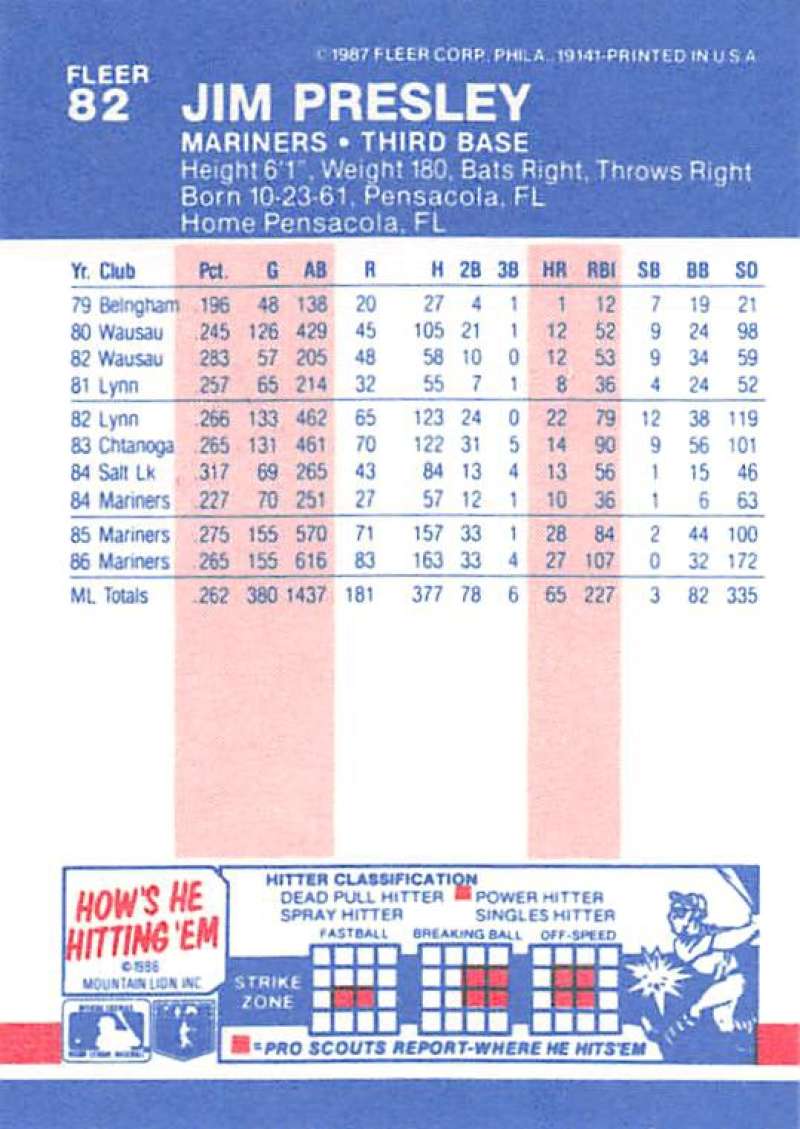 © 1987 FLEER CORP. PHILA. 19141-PRINTED IN U S A
FLEER
82
JIM PRESLEY
MARINERS • THIRD BASE
Height 6'1", Weight 180, Bats Right, Throws Right
Born 10-23-61, Pensacola, FL
Home Pensacola, FL
Yr. Club Pct. G AB R H 2B 3B HR RBI SB BB SO
79 Belngham .196 48 138 20 27 4 1 1 12 7 19 21
80 Wausau .245 126 429 45 105 21 1 12 52 9 24 98
82 Wausau .283 57 205 48 58 10 0 12 53 9 34 59
81 Lynn .257 65 214 32 55 7 1 8 36 4 24 52
82 Lynn .266 133 462 65 123 24 0 22 79 12 38 119
83 Chtanoga .265 131 461 70 122 31 5 14 90 9 56 101
84 Salt Lk .317 69 265 43 84 13 4 13 56 1 15 46
84 Mariners .227 70 251 27 57 12 1 10 36 1 6 63
85 Mariners .275 155 570 71 157 33 1 28 84 2 44 100
86 Mariners .265 155 616 83 163 33 4 27 107 0 32 172
ML Totals .262 380 1437 181 377 78 6 65 227 3 82 335
HOW'S HE
HITTING 'EM
© 1986
MOUNTAIN LION INC
HITTER CLASSIFICATION
DEAD PULL HITTER POWER HITTER
SPRAY HITTER SINGLES HITTER
FASTBALL BREAKING BALL OFF-SPEED
STRIKE
ZONE
= PRO SCOUTS REPORT-WHERE HE HITS'EM